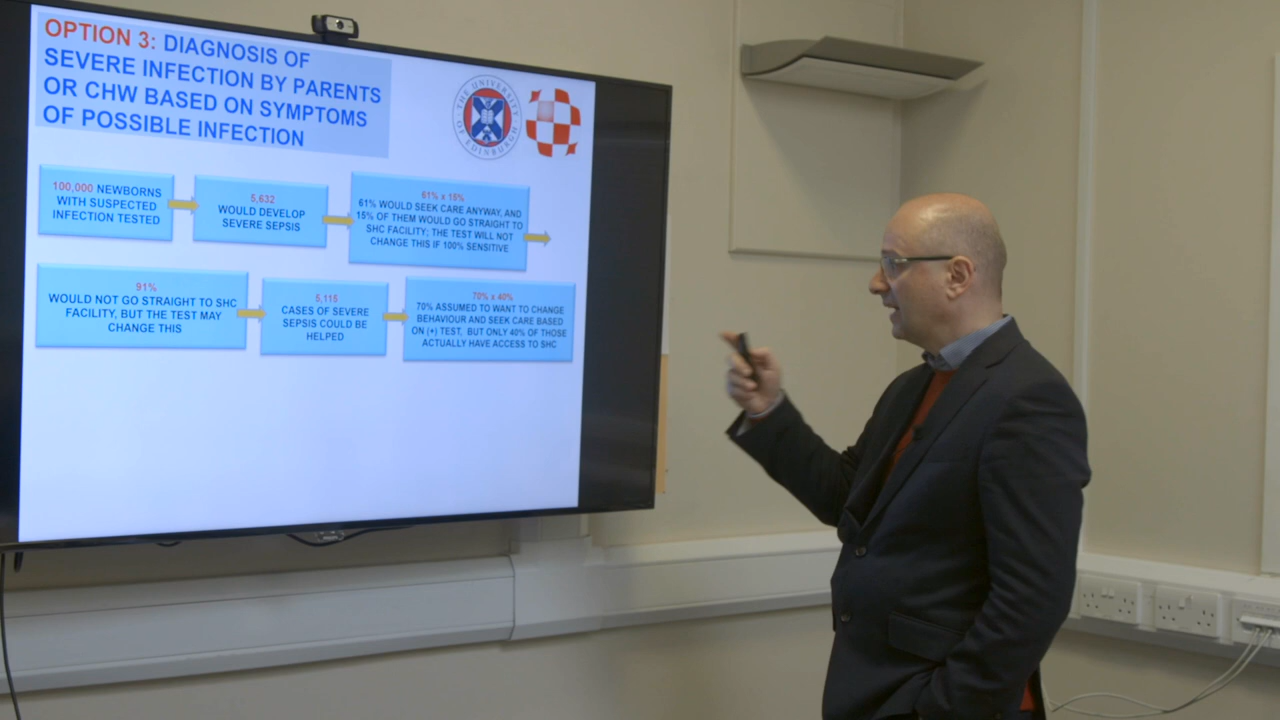 OPTION 3: DIAGNOSIS OF
SEVERE INFECTION BY PARENTS
OR CHW BASED ON SYMPTOMS
OF POSSIBLE INFECTION
THE UNIVERSITY
OF EDINBURGH
100,000 NEWBORNS
WITH SUSPECTED
INFECTION TESTED
5,632
WOULD DEVELOP
SEVERE SEPSIS
61% x 15%
61% WOULD SEEK CARE ANYWAY, AND
15% OF THEM WOULD GO STRAIGHT TO
SHC FACILITY; THE TEST WILL NOT
CHANGE THIS IF 100% SENSITIVE
91%
WOULD NOT GO STRAIGHT TO SHC
FACILITY, BUT THE TEST MAY
CHANGE THIS
5,115
CASES OF SEVERE
SEPSIS COULD BE
HELPED
70% x 40%
70% ASSUMED TO WANT TO CHANGE
BEHAVIOUR AND SEEK CARE BASED
ON (+) TEST, BUT ONLY 40% OF THOSE
ACTUALLY HAVE ACCESS TO SHC